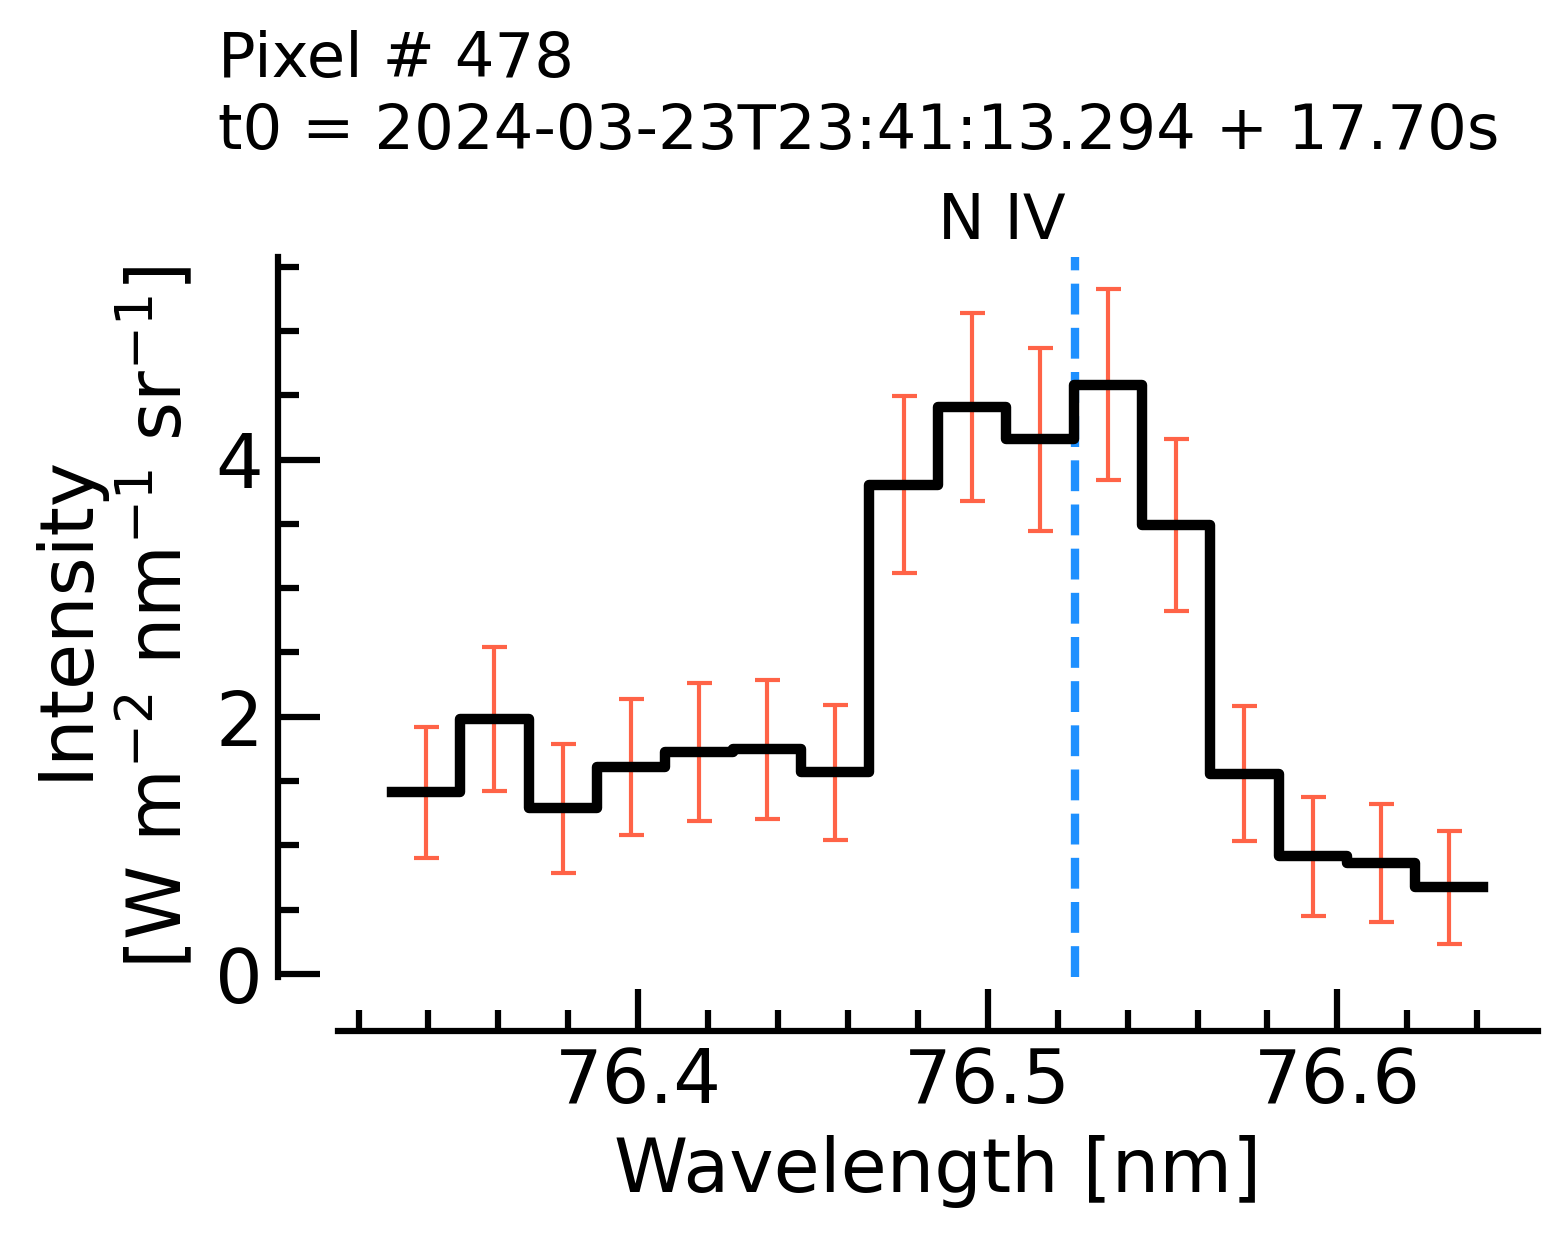 Pixel # 478
t0 = 2024-03-23T23:41:13.294 + 17.70s
N IV
Intensity
[W m⁻² nm⁻¹ sr⁻¹]
4
2
0
76.4 76.5 76.6
Wavelength [nm]